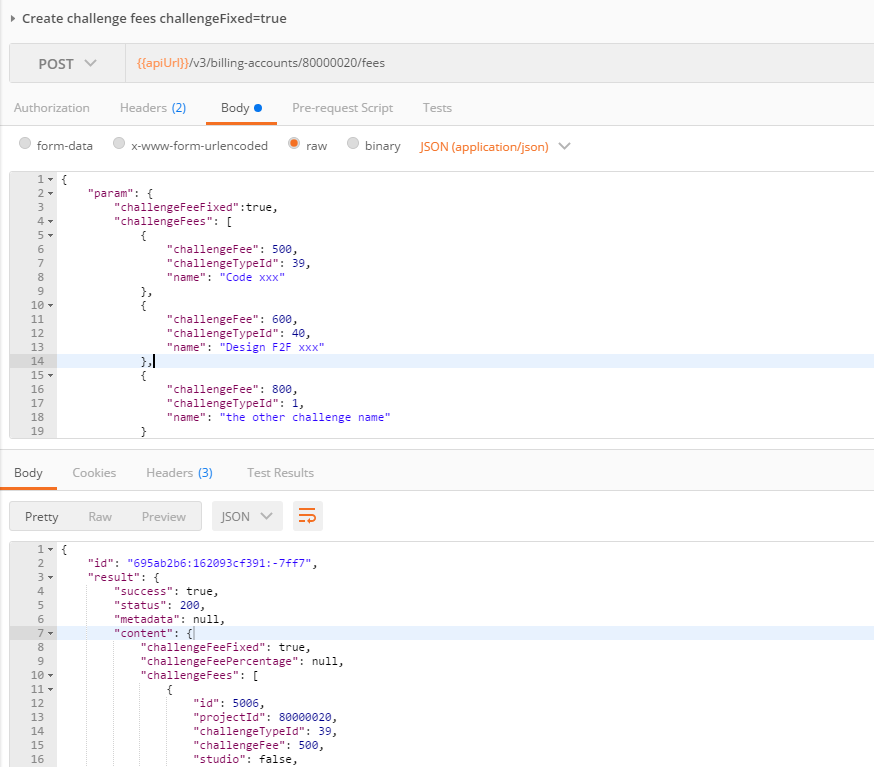 Create challenge fees challengeFixed=true
POST {{apiUrl}}/v3/billing-accounts/80000020/fees
Authorization Headers (2) Body Pre-request Script Tests
form-data x-www-form-urlencoded raw binary JSON (application/json)
1 {
2 "param": {
3 "challengeFeeFixed":true,
4 "challengeFees": [
5 {
6 "challengeFee": 500,
7 "challengeTypeId": 39,
8 "name": "Code xxx"
9 },
10 {
11 "challengeFee": 600,
12 "challengeTypeId": 40,
13 "name": "Design F2F xxx"
14 },
15 {
16 "challengeFee": 800,
17 "challengeTypeId": 1,
18 "name": "the other challenge name"
19 }
Body Cookies Headers (3) Test Results
Pretty Raw Preview JSON
1 {
2 "id": "695ab2b6:162093cf391:-7ff7",
3 "result": {
4 "success": true,
5 "status": 200,
6 "metadata": null,
7 "content": {
8 "challengeFeeFixed": true,
9 "challengeFeePercentage": null,
10 "challengeFees": [
11 {
12 "id": 5006,
13 "projectId": 80000020,
14 "challengeTypeId": 39,
15 "challengeFee": 500,
16 "studio": false,